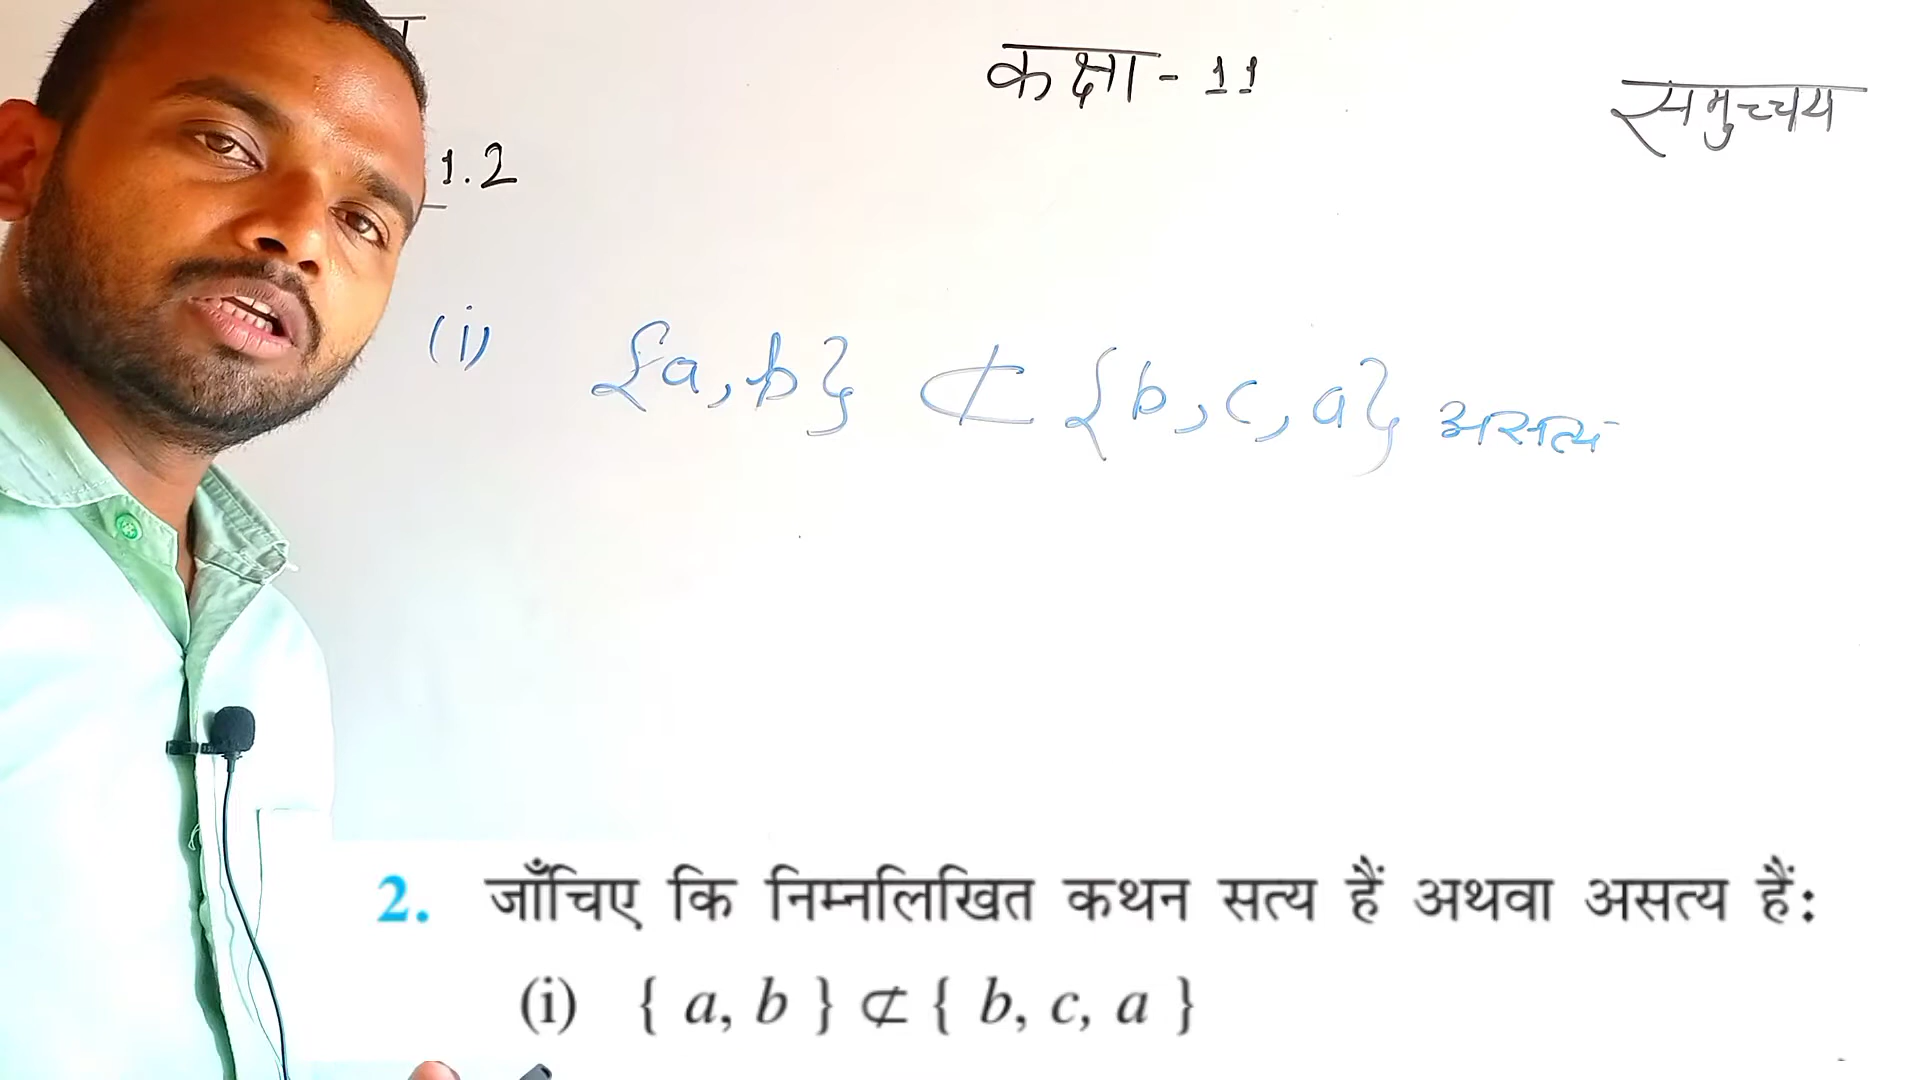 कक्षा - 11
समुच्चय
1.2
(i) {a, b} ⊄ {b, c, a} असत्य
2. जाँचिए कि निम्नलिखित कथन सत्य हैं अथवा असत्य हैं:
(i) { a, b } ⊄ { b, c, a }